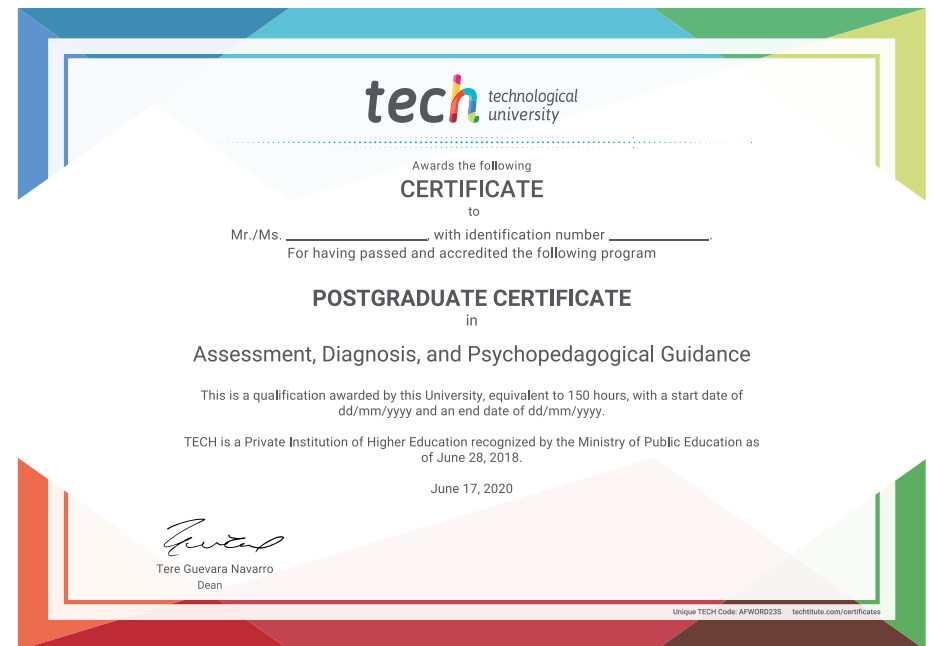 tech technological
university
Awards the following
CERTIFICATE
to
Mr./Ms. ____________________, with identification number ______________.
For having passed and accredited the following program
POSTGRADUATE CERTIFICATE
in
Assessment, Diagnosis, and Psychopedagogical Guidance
This is a qualification awarded by this University, equivalent to 150 hours, with a start date of
dd/mm/yyyy and an end date of dd/mm/yyyy.
TECH is a Private Institution of Higher Education recognized by the Ministry of Public Education as
of June 28, 2018.
June 17, 2020
Tere Guevara Navarro
Dean
Unique TECH Code: AFWORD23S techtitute.com/certificates